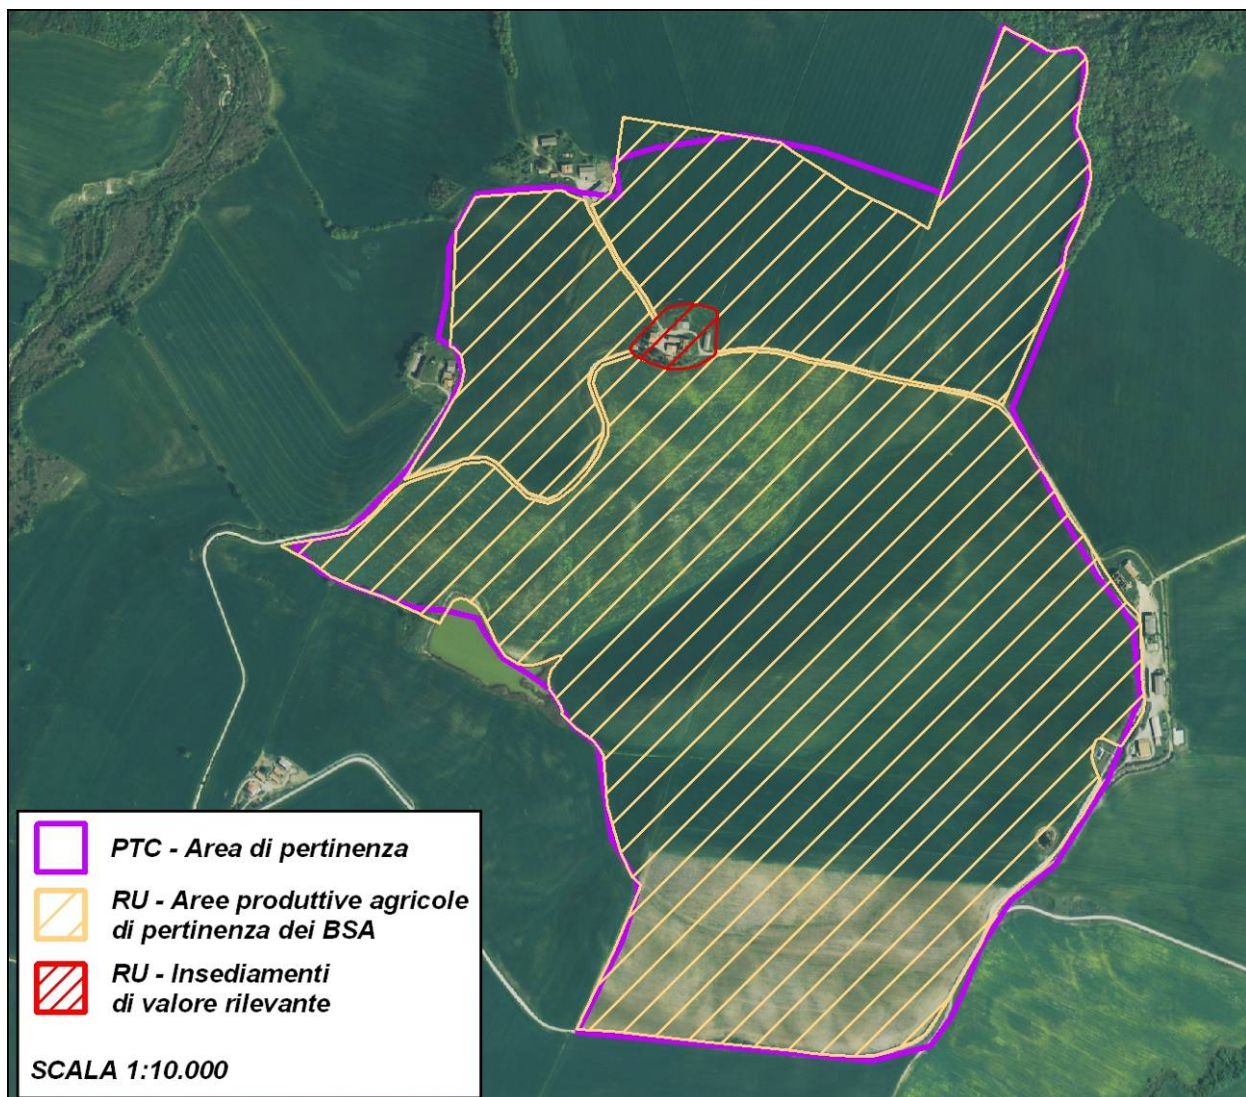 PTC - Area di pertinenza
RU - Aree produttive agricole
di pertinenza dei BSA
RU - Insediamenti
di valore rilevante
SCALA 1:10.000